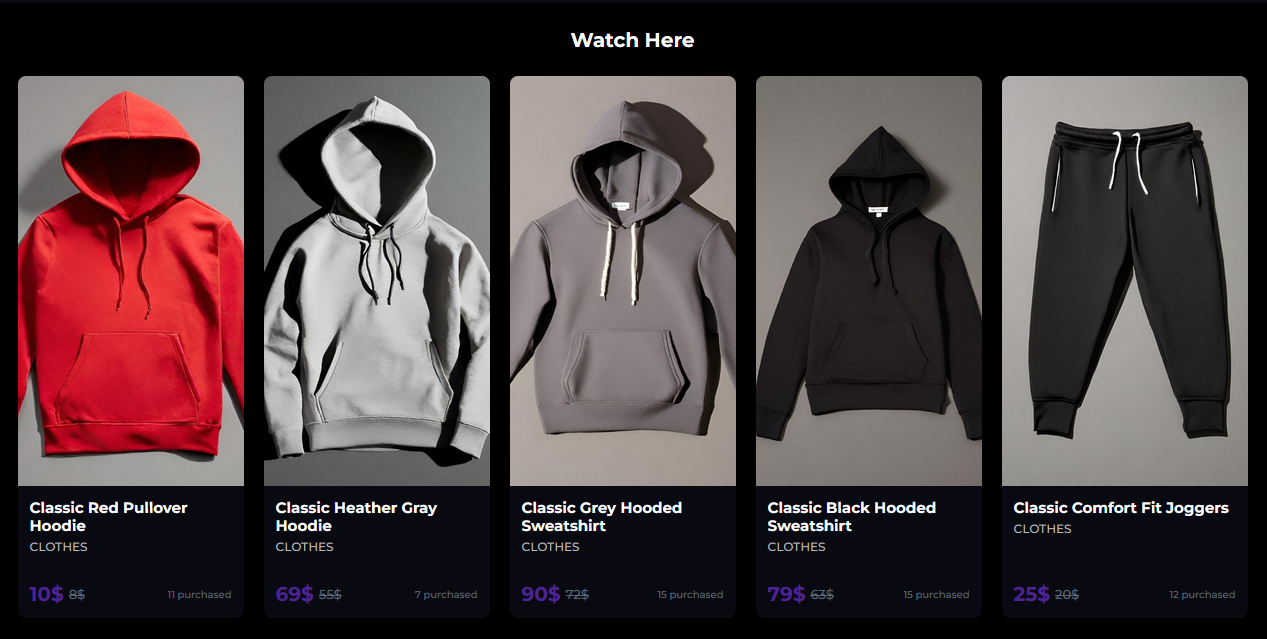 Watch Here
Classic Red Pullover
Hoodie
CLOTHES
10$ 8$ 11 purchased
Classic Heather Gray
Hoodie
CLOTHES
69$ 55$ 7 purchased
Classic Grey Hooded
Sweatshirt
CLOTHES
90$ 72$ 15 purchased
Classic Black Hooded
Sweatshirt
CLOTHES
79$ 63$ 15 purchased
Classic Comfort Fit Joggers
CLOTHES
25$ 20$ 12 purchased